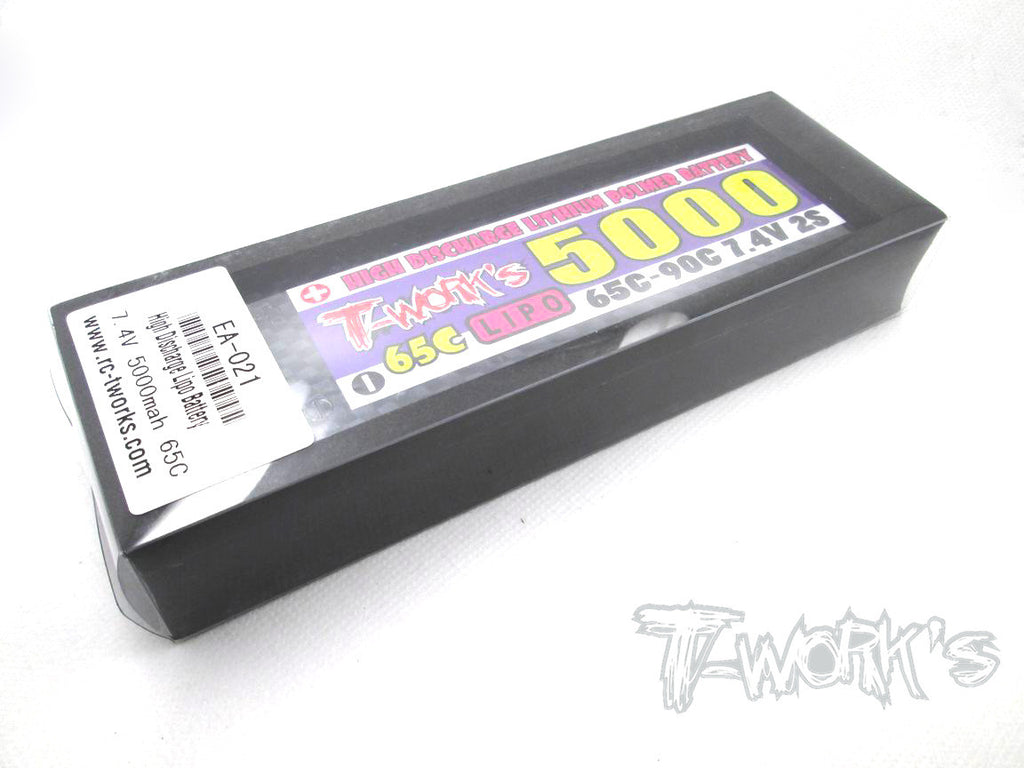 HIGH DISCHARGE LITHIUM POLMER BATTERY
T-WORK'S 5000
65C LIPO 65C-90C 7.4V 2S
EA-021
High Discharge Lipo Battery
7.4V 5000mah 65C
www.rc-tworks.com
T-WORK'S